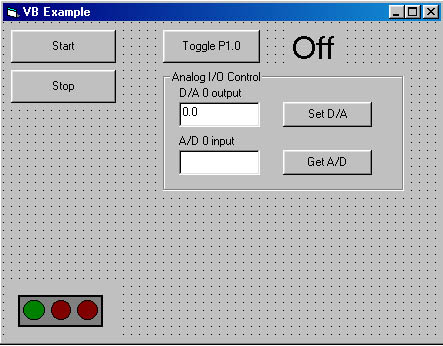 VB Example
Start
Toggle P1.0
Off
Stop
Analog I/O Control
D/A 0 output
0.0
Set D/A
A/D 0 input
Get A/D